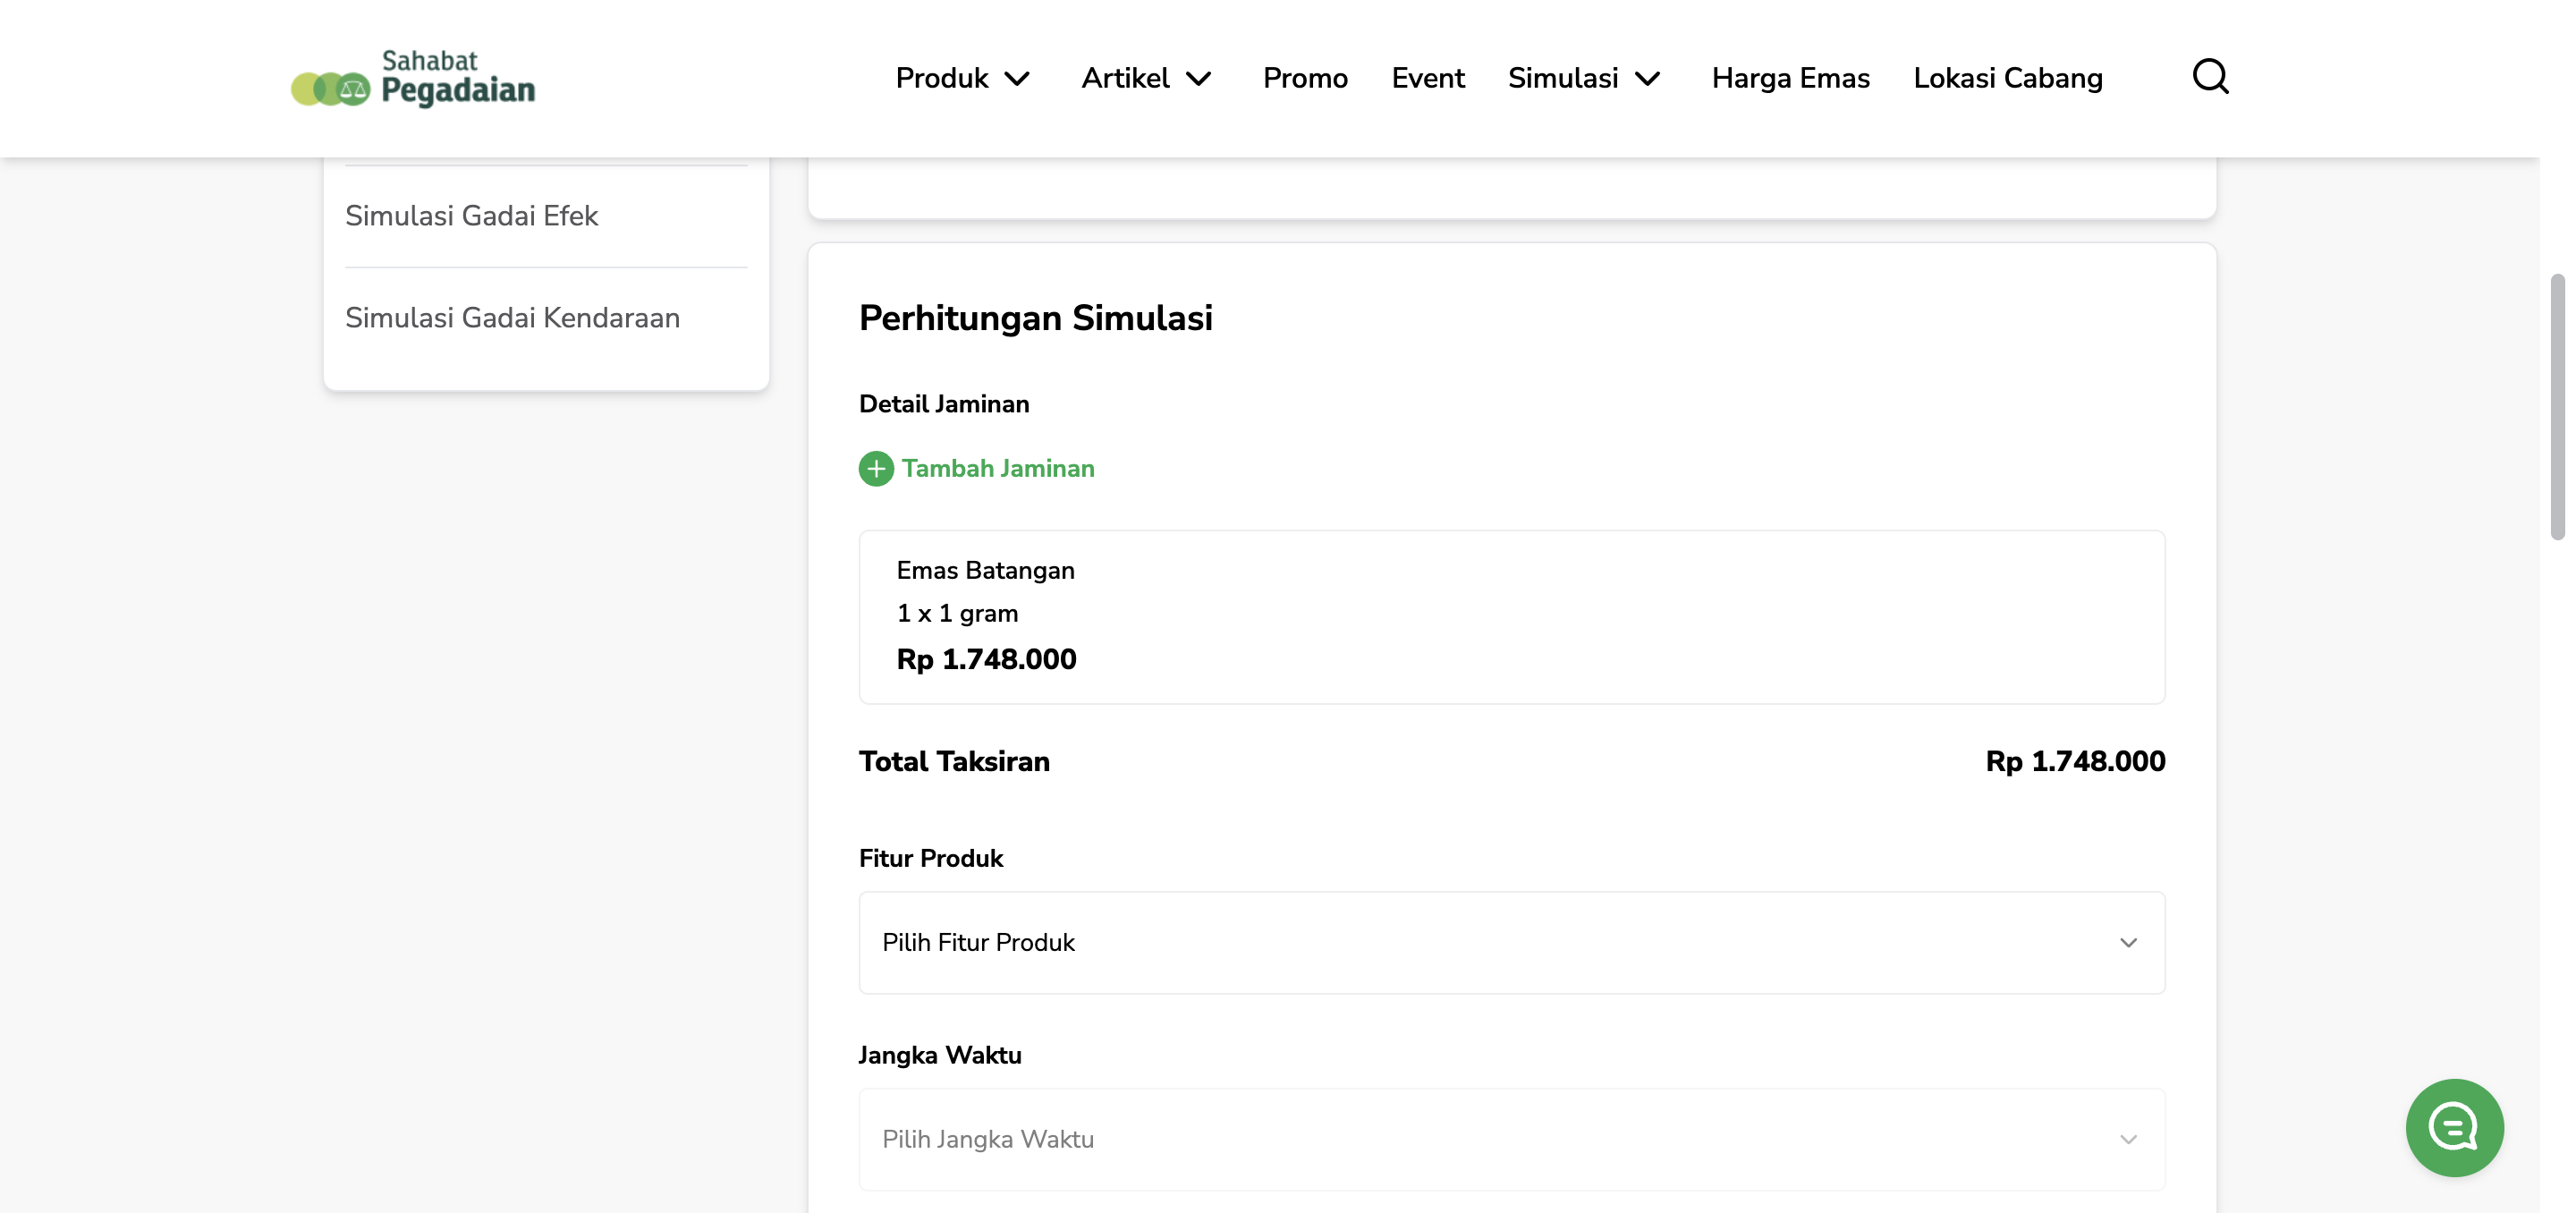 Sahabat
Pegadaian
Produk
Artikel
Promo
Event
Simulasi
Harga Emas
Lokasi Cabang
Simulasi Gadai Efek
Simulasi Gadai Kendaraan
Perhitungan Simulasi
Detail Jaminan
Tambah Jaminan
Emas Batangan
1 x 1 gram
Rp 1.748.000
Total Taksiran
Rp 1.748.000
Fitur Produk
Pilih Fitur Produk
Jangka Waktu
Pilih Jangka Waktu